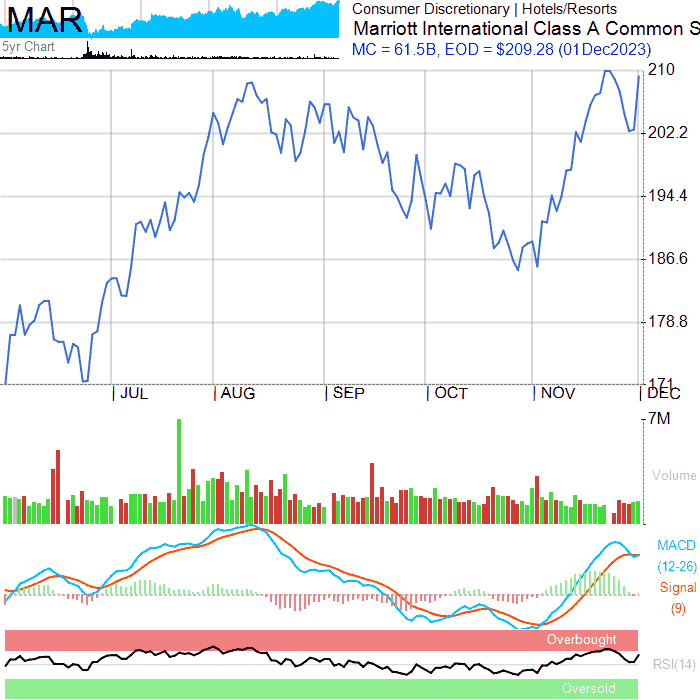 MAR
5yr Chart
Consumer Discretionary | Hotels/Resorts
Marriott International Class A Common S
MC = 61.5B, EOD = $209.28 (01Dec2023)
210
202.2
194.4
186.6
178.8
171
JUL AUG SEP OCT NOV DEC
7M
Volume
MACD
(12-26)
Signal
(9)
Overbought
RSI(14)
Oversold